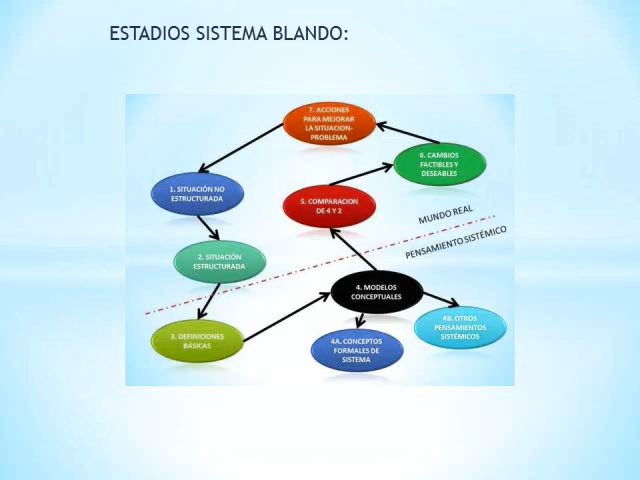 ESTADIOS SISTEMA BLANDO:
7. ACCIONES
PARA MEJORAR
LA SITUACION-
PROBLEMA
6. CAMBIOS
FACTIBLES Y
DESEABLES
1. SITUACIÓN NO
ESTRUCTURADA
5. COMPARACION
DE 4 Y 2
MUNDO REAL
PENSAMIENTO SISTÉMICO
2. SITUACIÓN
ESTRUCTURADA
4. MODELOS
CONCEPTUALES
3. DEFINICIONES
BÁSICAS
4A. CONCEPTOS
FORMALES DE
SISTEMA
4B. OTROS
PENSAMIENTOS
SISTÉMICOS